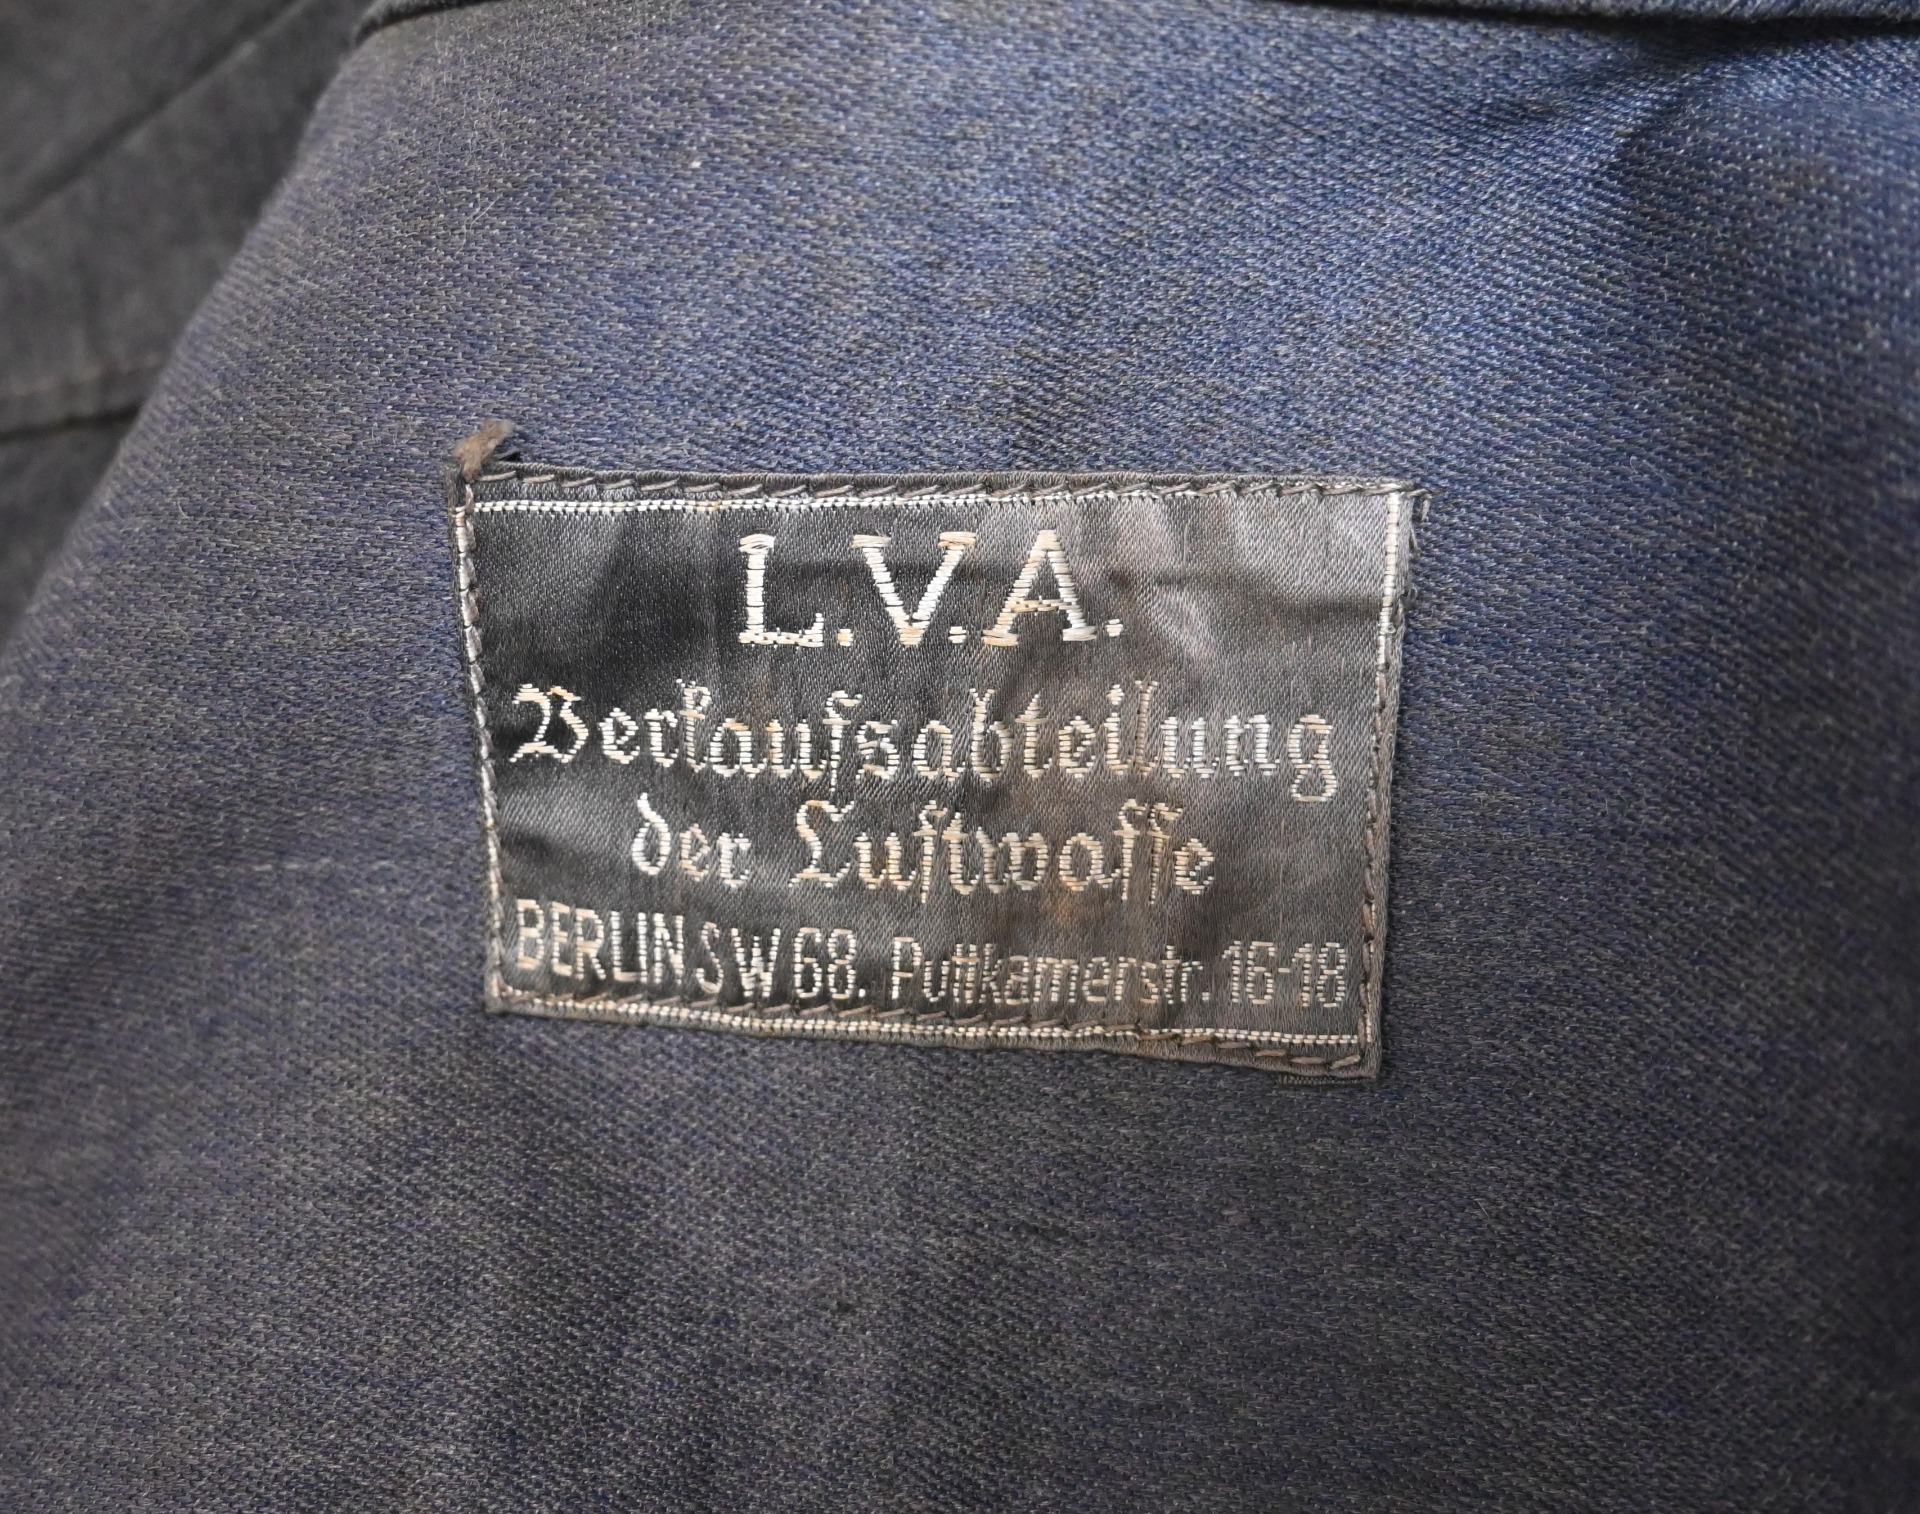 L.V.A.
Verkaufsabteilung
der Luftwaffe
BERLIN SW 68. Puttkamerstr. 16-18